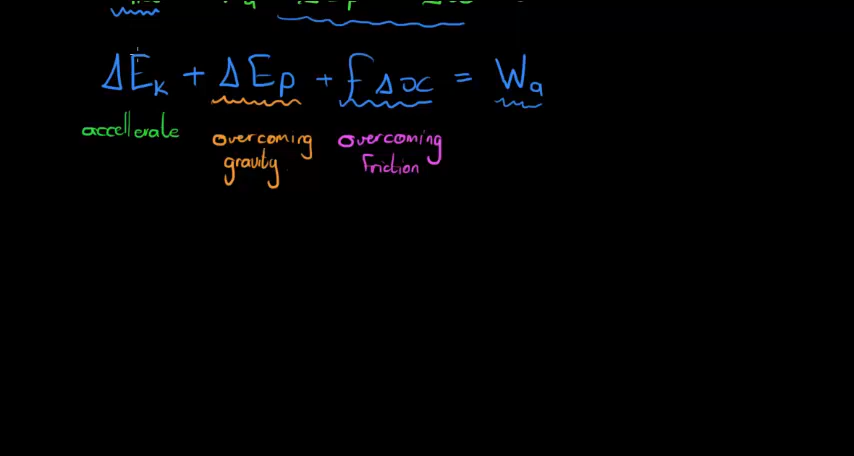 ΔEk + ΔEp + fΔx = Wa
accellerate overcoming overcoming
gravity friction